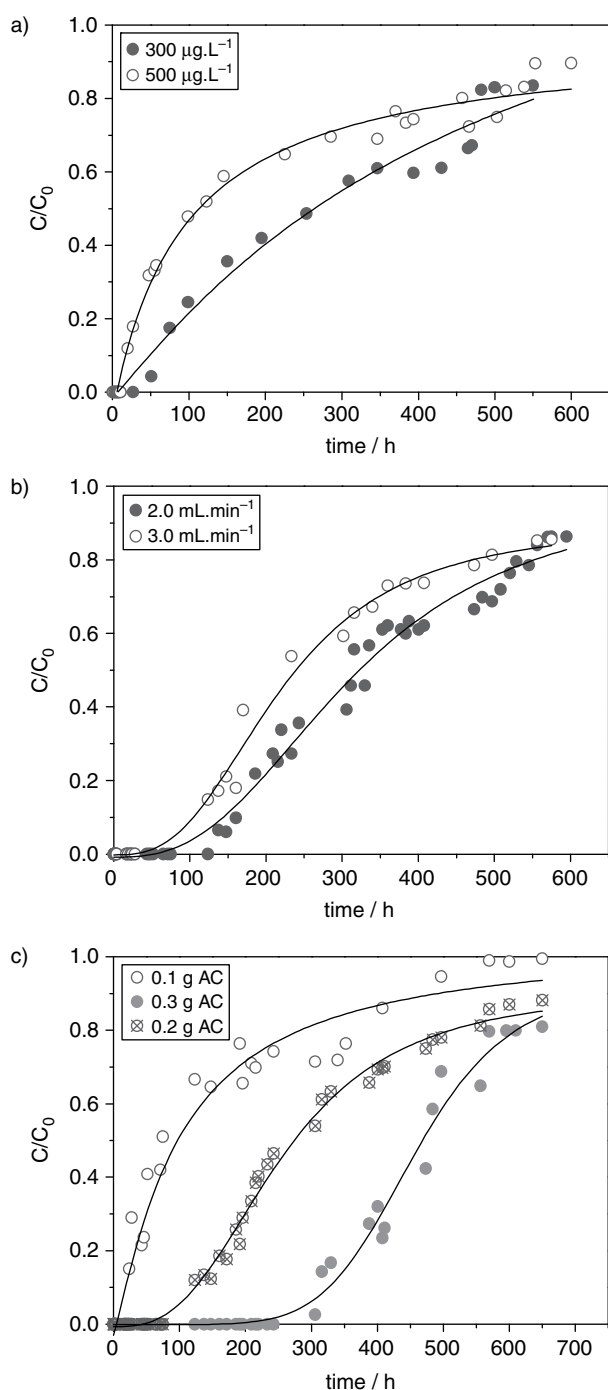 a)
300 µg.L⁻¹
500 µg.L⁻¹
1.0
0.8
0.6
0.4
0.2
0.0
C/C₀
0 100 200 300 400 500 600
time / h
b)
2.0 mL.min⁻¹
3.0 mL.min⁻¹
1.0
0.8
0.6
0.4
0.2
0.0
C/C₀
0 100 200 300 400 500 600
time / h
c)
0.1 g AC
0.3 g AC
0.2 g AC
1.0
0.8
0.6
0.4
0.2
0.0
C/C₀
0 100 200 300 400 500 600 700
time / h